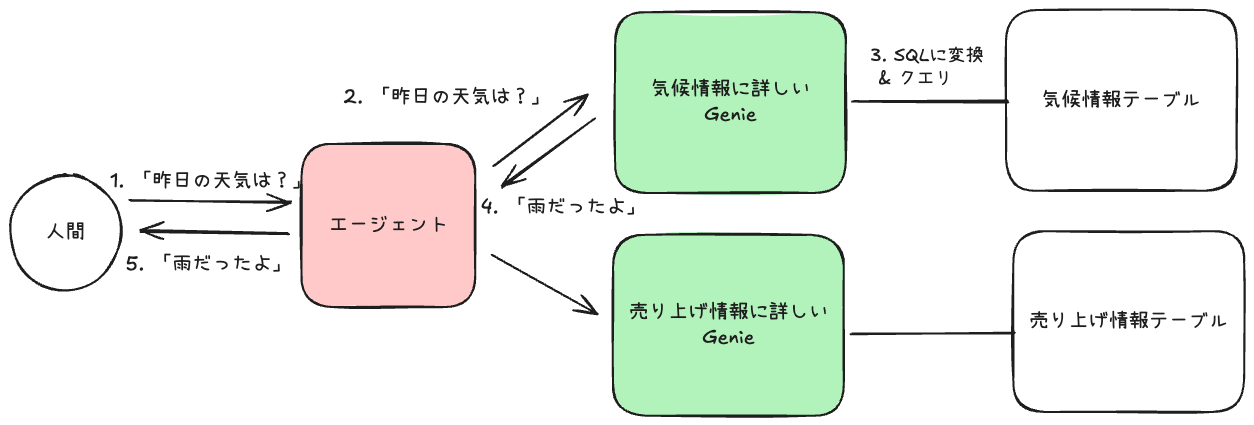 人間
1. 「昨日の天気は？」
5. 「雨だったよ」
エージェント
2. 「昨日の天気は？」
4. 「雨だったよ」
気候情報に詳しい
Genie
3. SQLに変換
& クエリ
気候情報テーブル
売り上げ情報に詳しい
Genie
売り上げ情報テーブル